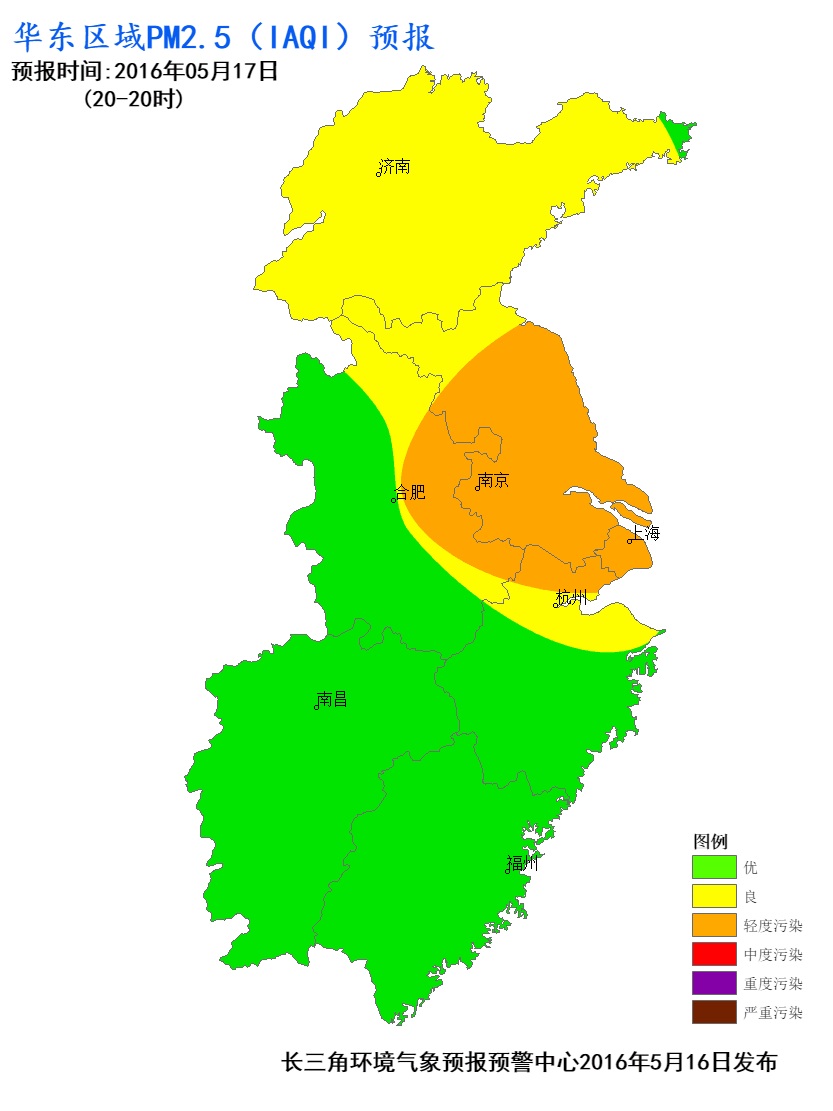 华东区域PM2.5（IAQI）预报
预报时间:2016年05月17日
(20-20时)
济南
南京
合肥
上海
杭州
南昌
福州
图例
优
良
轻度污染
中度污染
重度污染
严重污染
长三角环境气象预报预警中心2016年5月16日发布